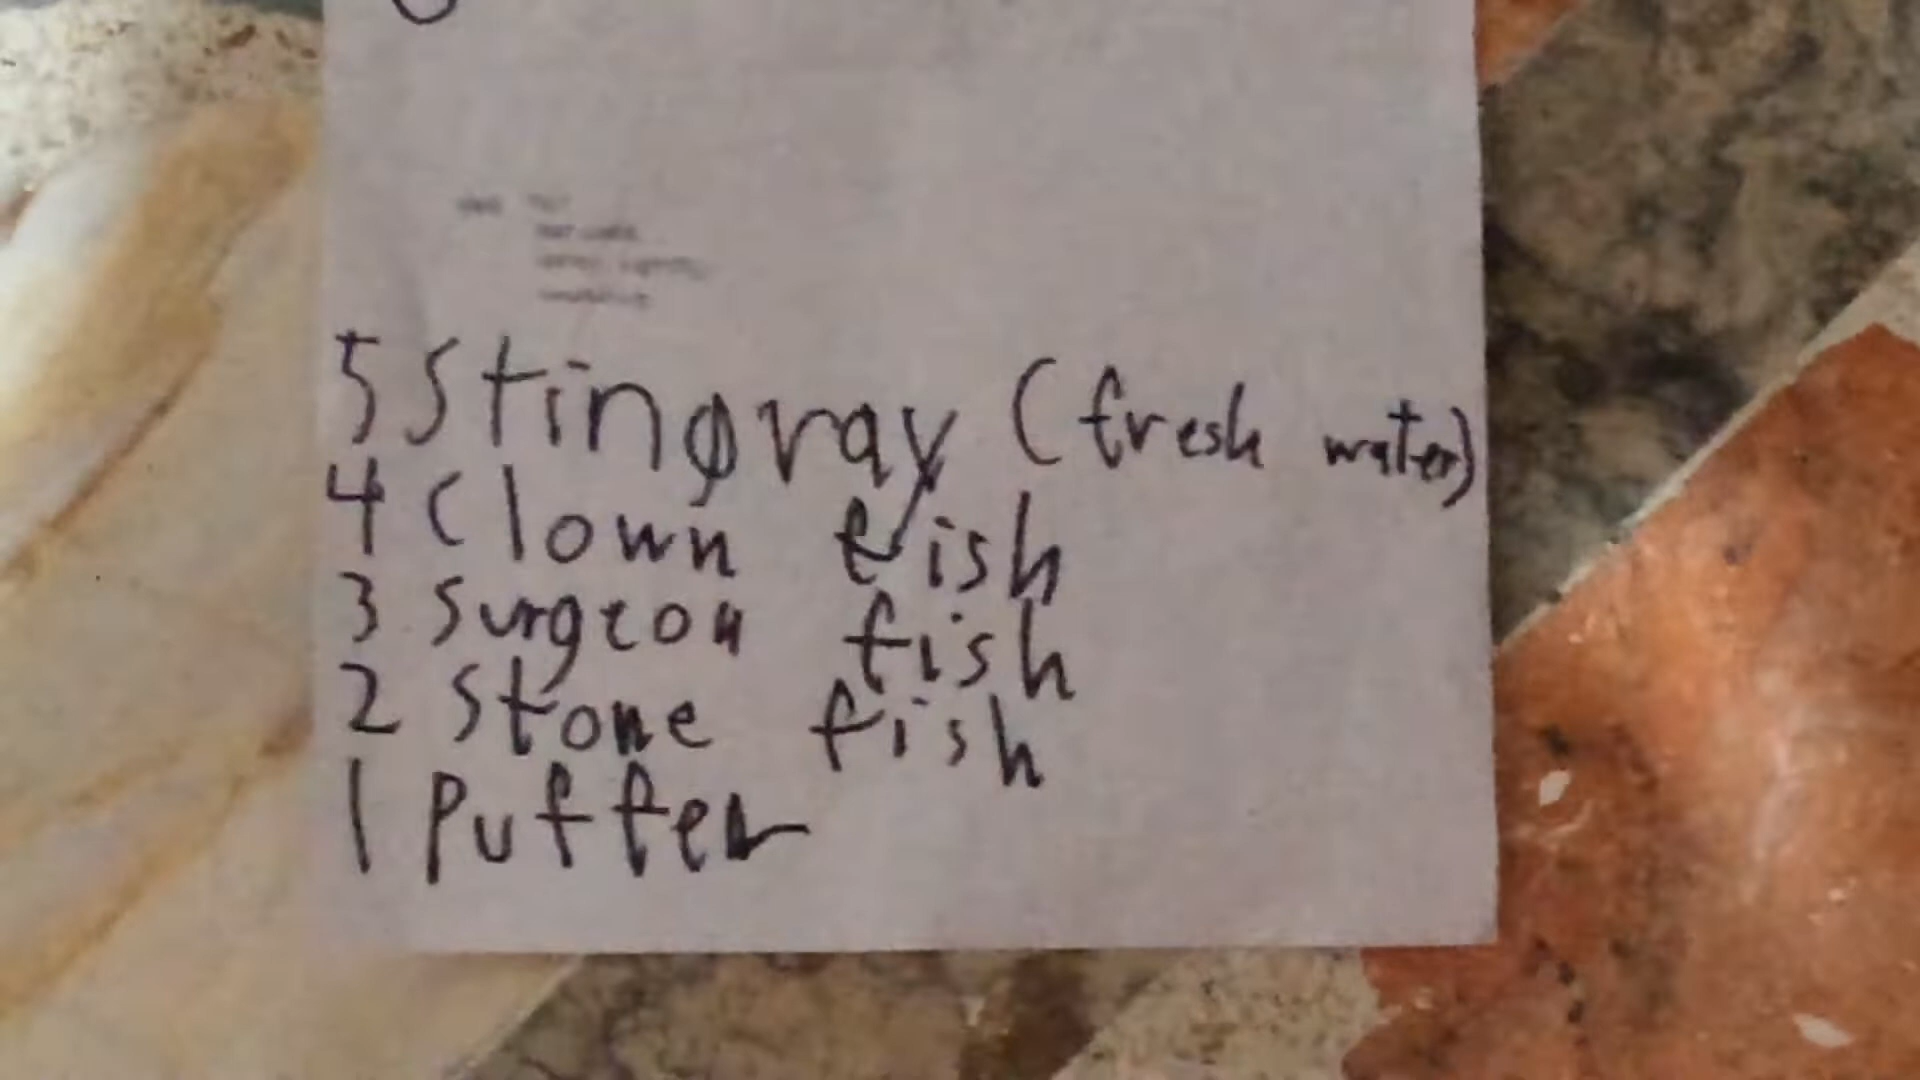 5 Stingray (fresh water)
4 Clown fish
3 Surgeon fish
2 Stone fish
1 Puffer